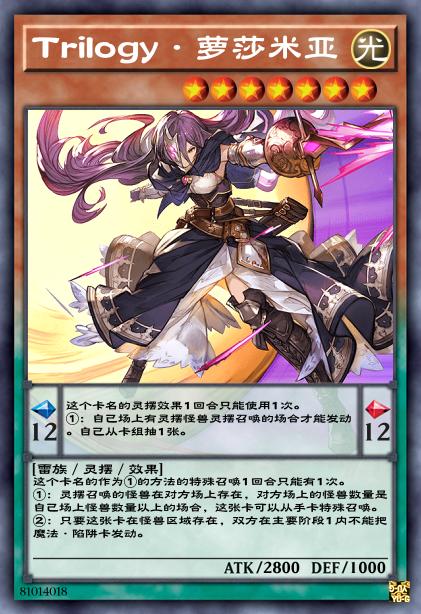 Trilogy・萝莎米亚 光
这个卡名的灵摆效果1回合只能使用1次。
①：自己场上有灵摆怪兽灵摆召唤的场合才能发动
。自己从卡组抽1张。
12 12
[雷族 / 灵摆 / 效果]
这个卡名的作为①的方法的特殊召唤1回合只能有1次。
①：灵摆召唤的怪兽在对方场上存在，对方场上的怪兽数量是
自己场上怪兽数量以上的场合，这张卡可以从手卡特殊召唤。
②：只要这张卡在怪兽区域存在，双方在主要阶段1内不能把
魔法・陷阱卡发动。
ATK/2800 DEF/1000
81014018